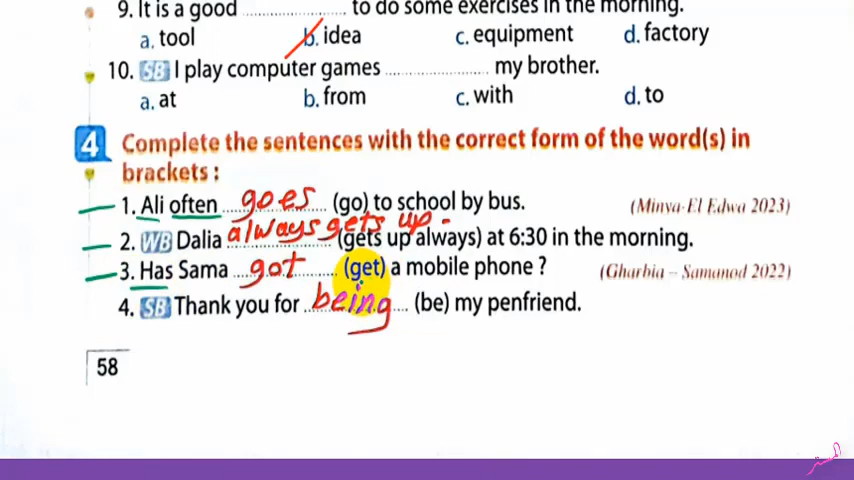 9. It is a good .................... to do some exercises in the morning.
a. tool b. idea c. equipment d. factory
10. SB I play computer games .................... my brother.
a. at b. from c. with d. to
4 Complete the sentences with the correct form of the word(s) in
brackets :
1. Ali often goes (go) to school by bus. (Minya-El Edwa 2023)
2. WB Dalia always gets up. (gets up always) at 6:30 in the morning.
3. Has Sama got (get) a mobile phone ? (Gharbia – Samanod 2022)
4. SB Thank you for being (be) my penfriend.
58